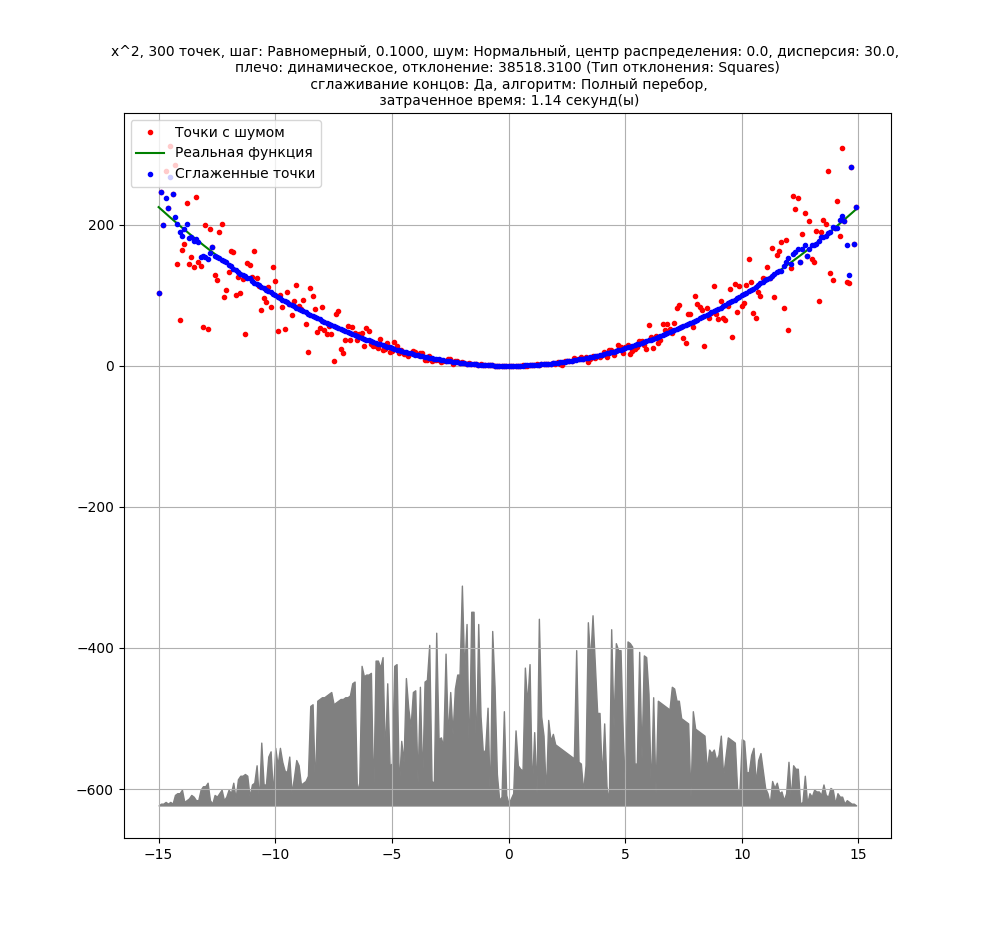 x^2, 300 точек, шаг: Равномерный, 0.1000, шум: Нормальный, центр распределения: 0.0, дисперсия: 30.0,
плечо: динамическое, отклонение: 38518.3100 (Тип отклонения: Squares)
сглаживание концов: Да, алгоритм: Полный перебор,
затраченное время: 1.14 секунд(ы)
Точки с шумом
Реальная функция
Сглаженные точки
200
0
−200
−400
−600
−15 −10 −5 0 5 10 15